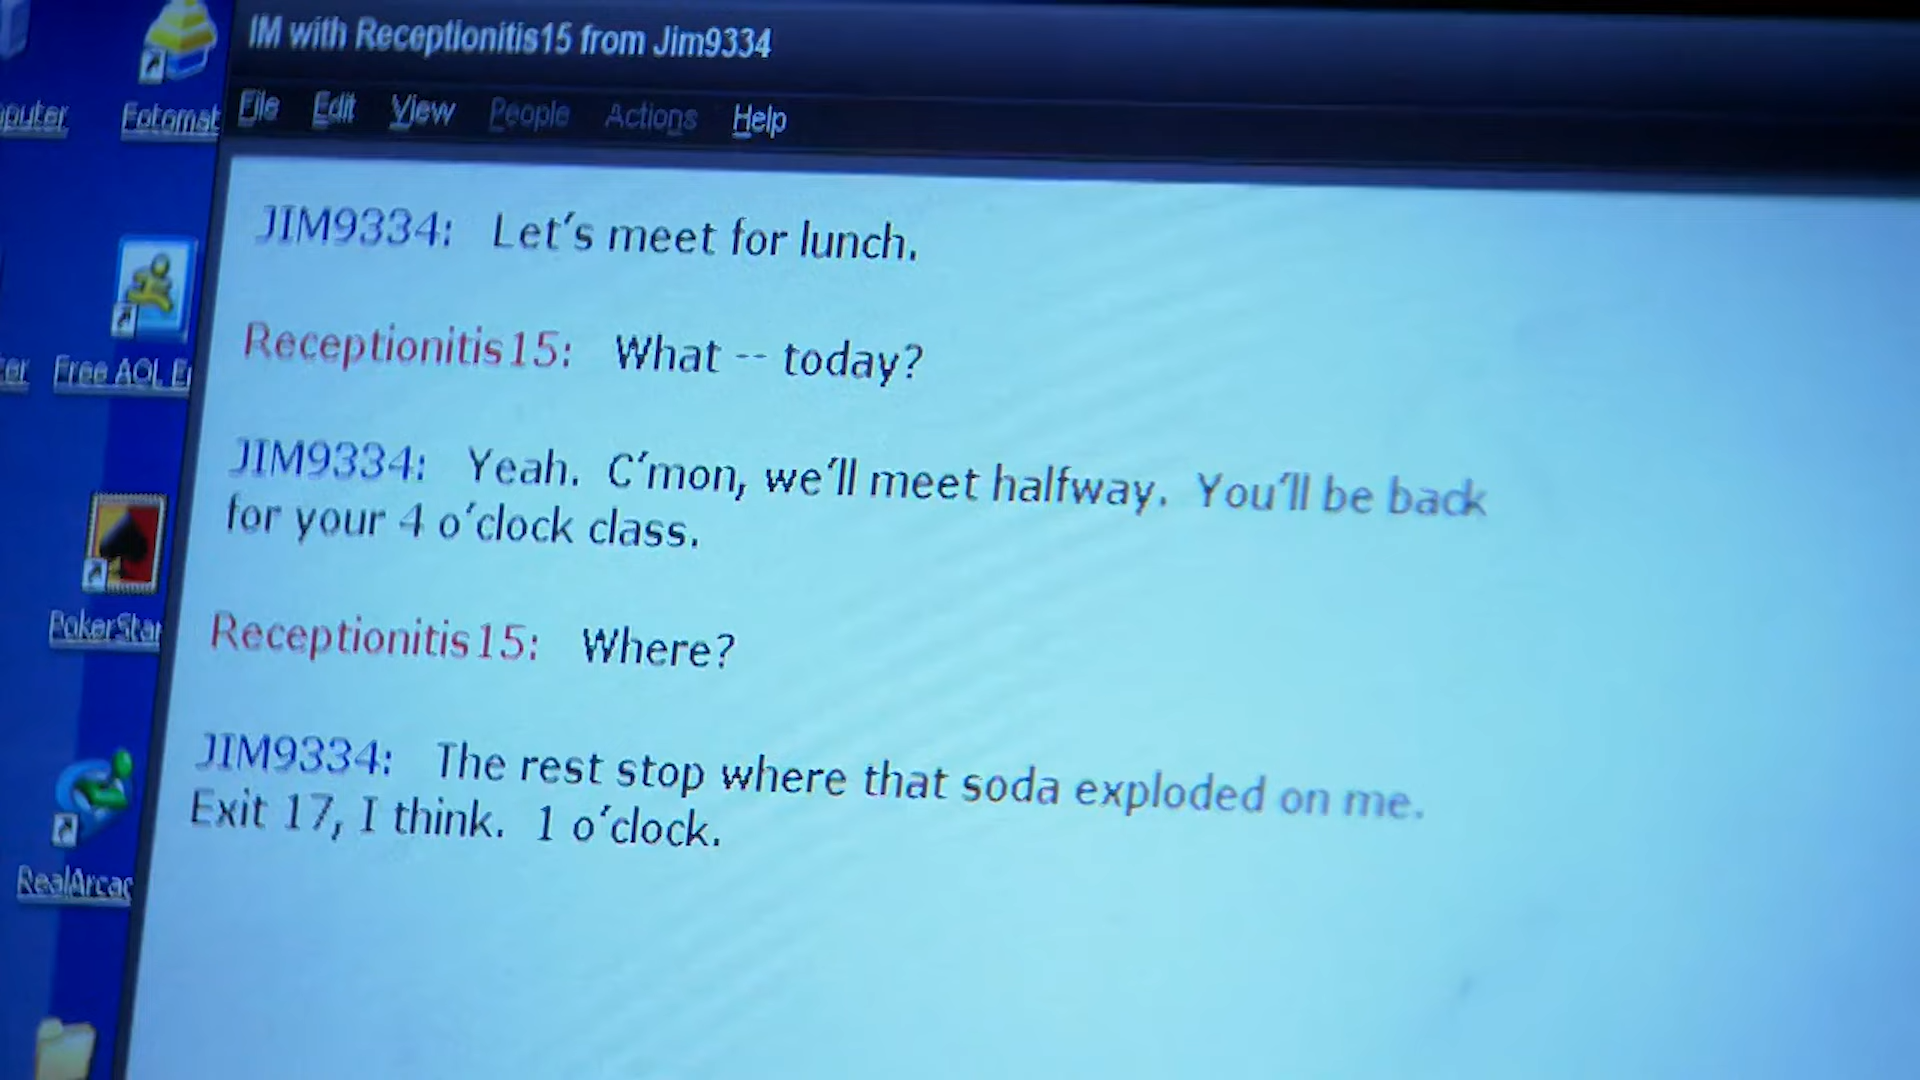 IM with Receptionitis15 from Jim9334
File Edit View People Actions Help
JIM9334: Let's meet for lunch.
Receptionitis15: What -- today?
JIM9334: Yeah. C'mon, we'll meet halfway. You'll be back
for your 4 o'clock class.
Receptionitis15: Where?
JIM9334: The rest stop where that soda exploded on me.
Exit 17, I think. 1 o'clock.
Fotomat
Free AOL
PokerStar
RealArcad